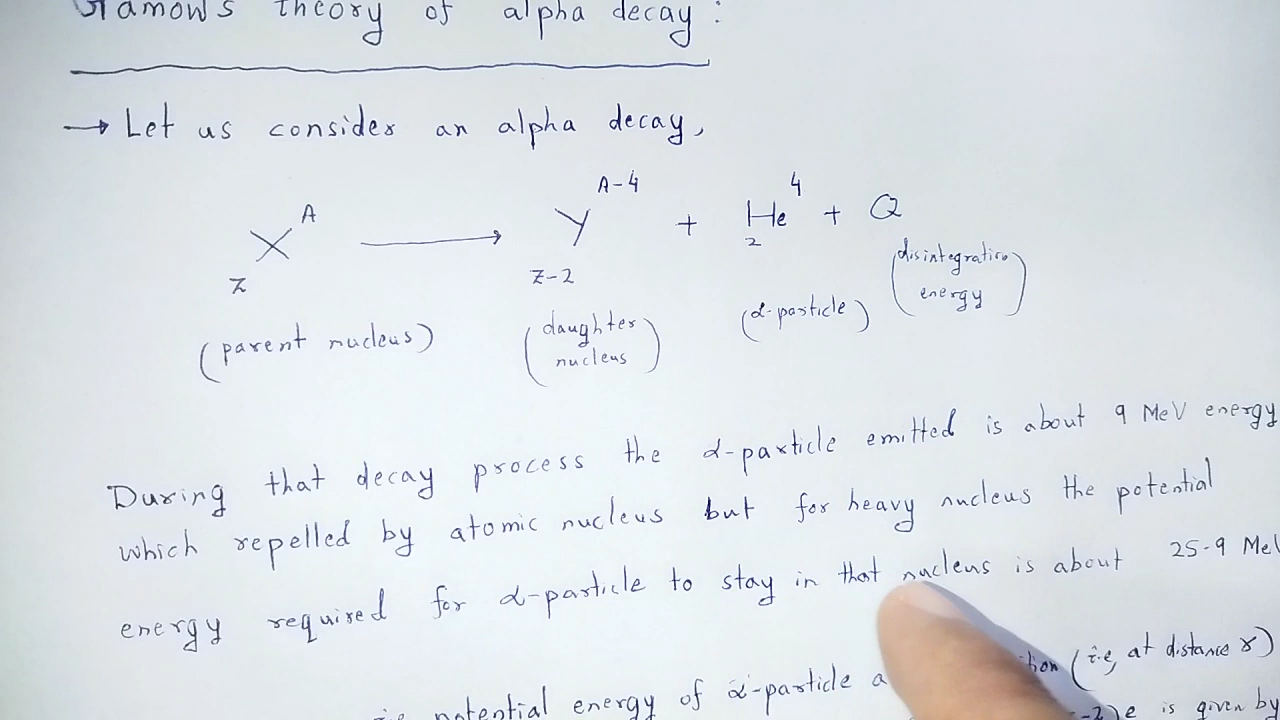 Gamow's theory of alpha decay :
→ Let us consider an alpha decay,
X A Z → Y A-4 Z-2 + He 4 2 + Q
(parent nucleus) (daughter nucleus) (α-particle) (disintegration energy)
During that decay process the α-particle emitted is about 9 MeV energy
which repelled by atomic nucleus but for heavy nucleus the potential
energy required for α-particle to stay in that nucleus is about 25.9 MeV
potential energy of α-particle (i.e, at distance r)
-2)e is given by